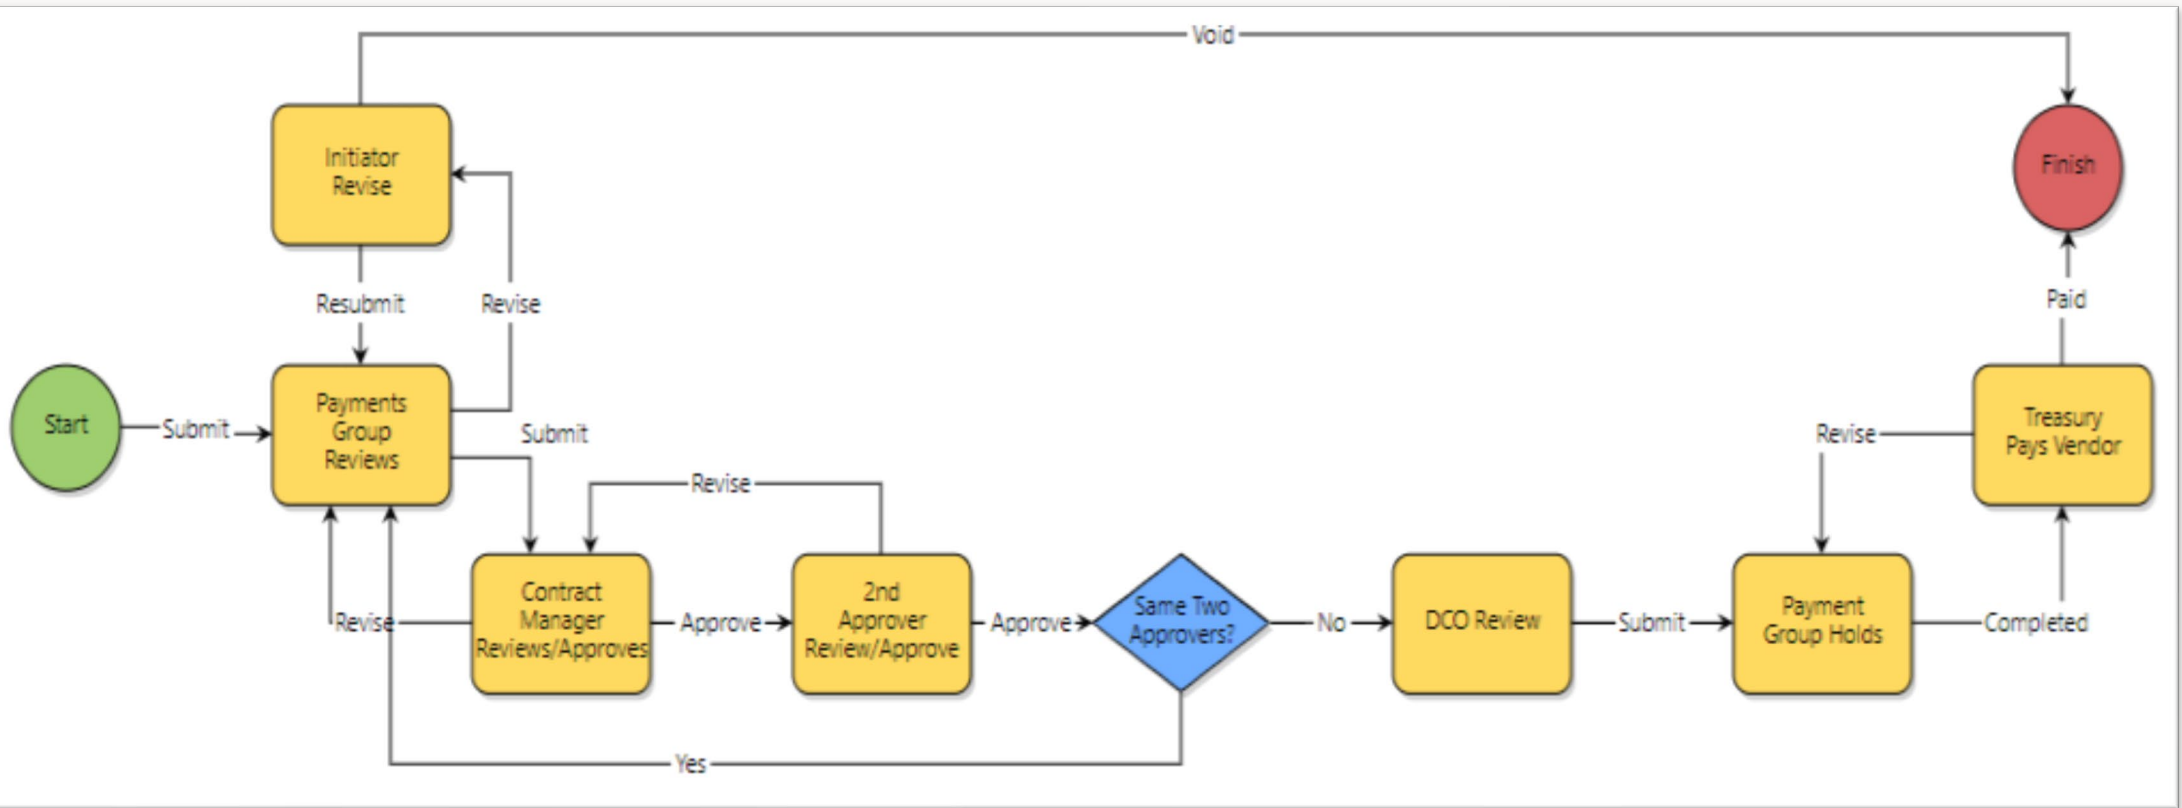 Void
Initiator
Revise
Finish
Resubmit
Revise
Paid
Start
Submit
Payments
Group
Reviews
Submit
Revise
Treasury
Pays Vendor
Revise
Revise
Contract
Manager
Reviews/Approves
Approve
2nd
Approver
Review/Approve
Approve
Same Two
Approvers?
No
DCO Review
Submit
Payment
Group Holds
Completed
Yes